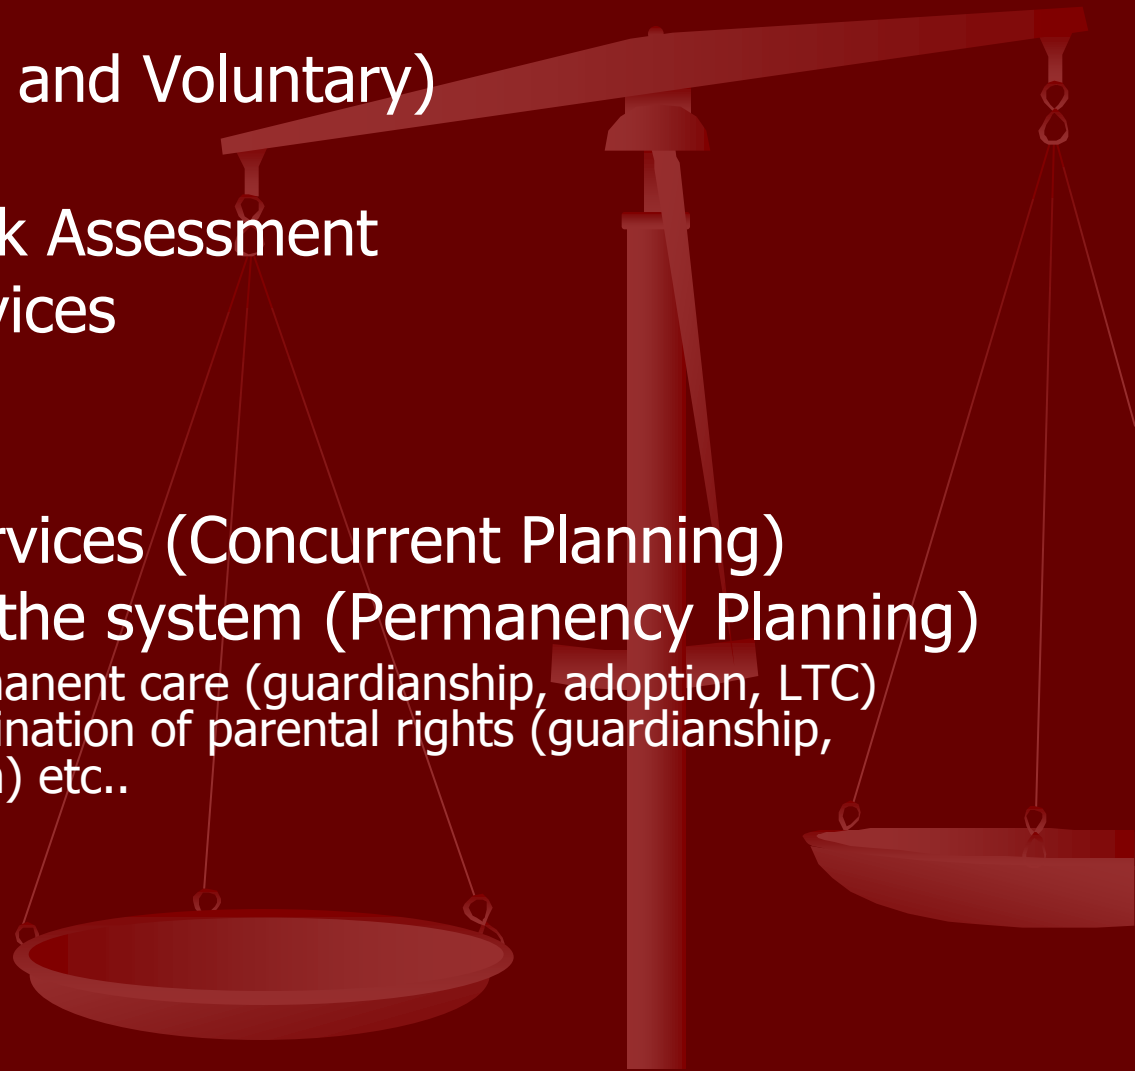 and Voluntary)
k Assessment
vices
rvices (Concurrent Planning)
the system (Permanency Planning)
manent care (guardianship, adoption, LTC)
ination of parental rights (guardianship,
) etc..